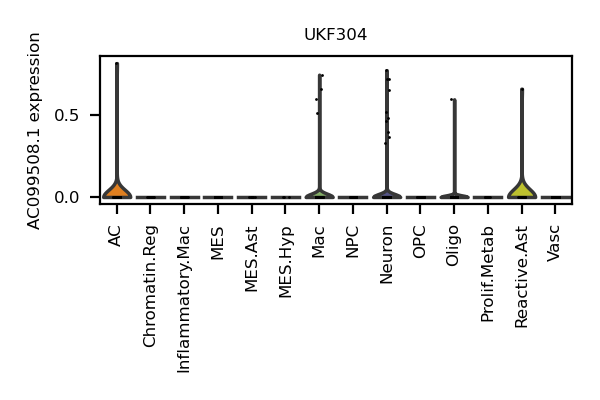 UKF304
AC099508.1 expression
0.5
0.0
AC
Chromatin.Reg
Inflammatory.Mac
MES
MES.Ast
MES.Hyp
Mac
NPC
Neuron
OPC
Oligo
Prolif.Metab
Reactive.Ast
Vasc